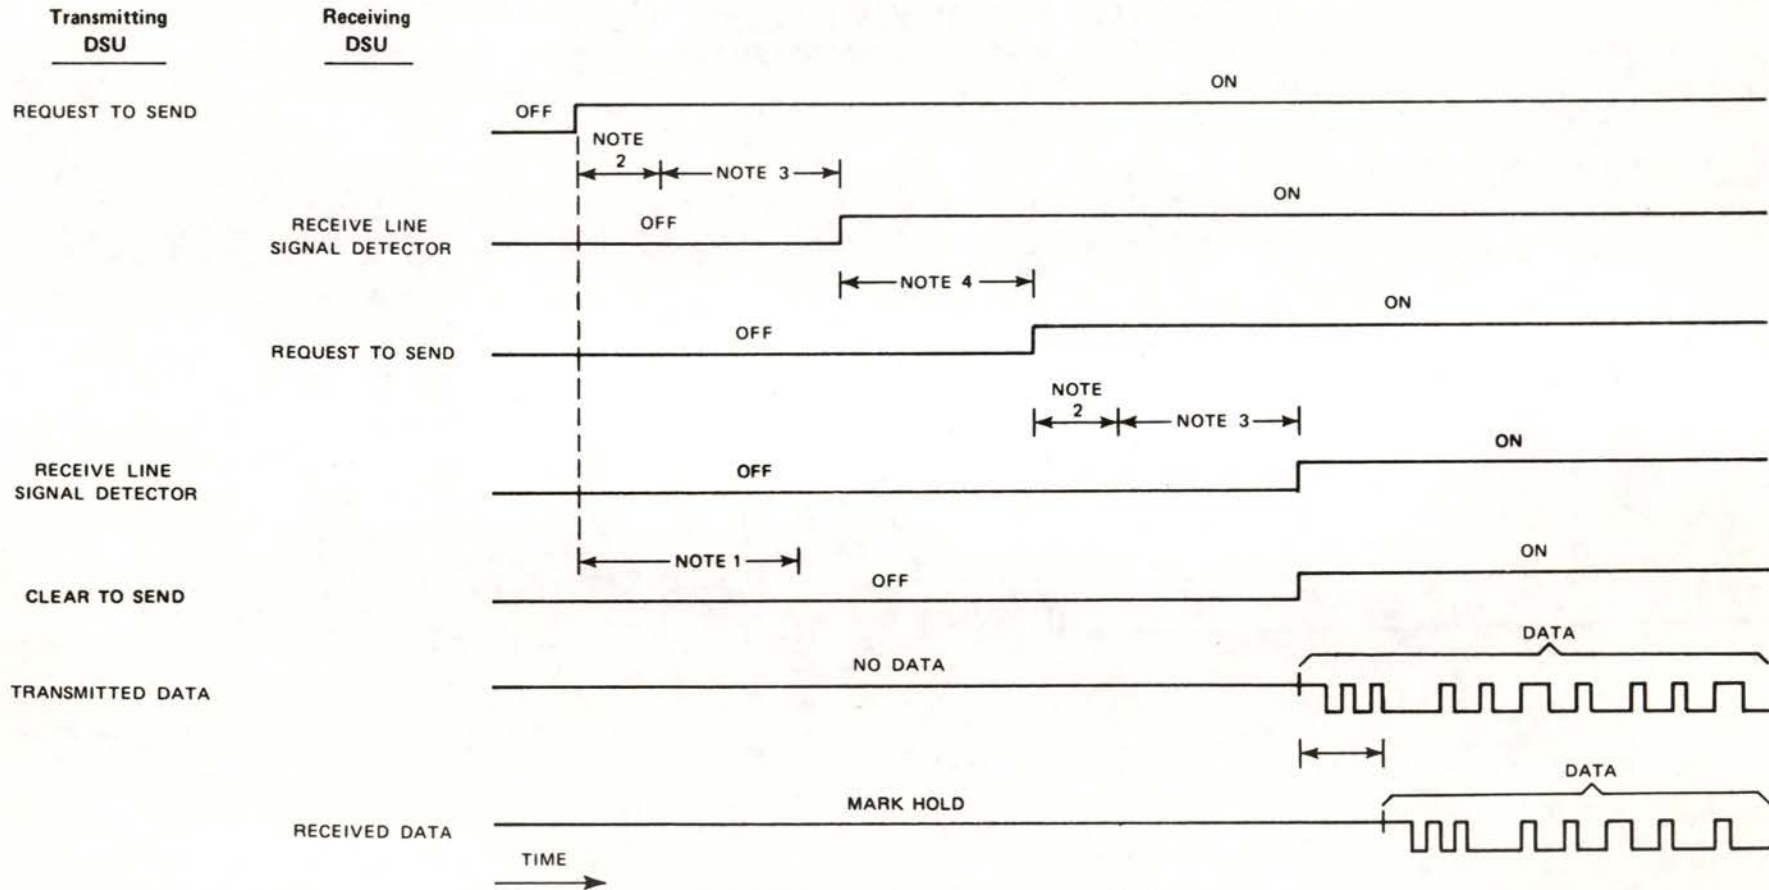 Transmitting
DSU
Receiving
DSU
REQUEST TO SEND
OFF
ON
NOTE
2
NOTE 3
RECEIVE LINE
SIGNAL DETECTOR
OFF
ON
NOTE 4
REQUEST TO SEND
OFF
ON
NOTE
2
NOTE 3
RECEIVE LINE
SIGNAL DETECTOR
OFF
ON
NOTE 1
CLEAR TO SEND
OFF
ON
TRANSMITTED DATA
NO DATA
DATA
RECEIVED DATA
MARK HOLD
DATA
TIME